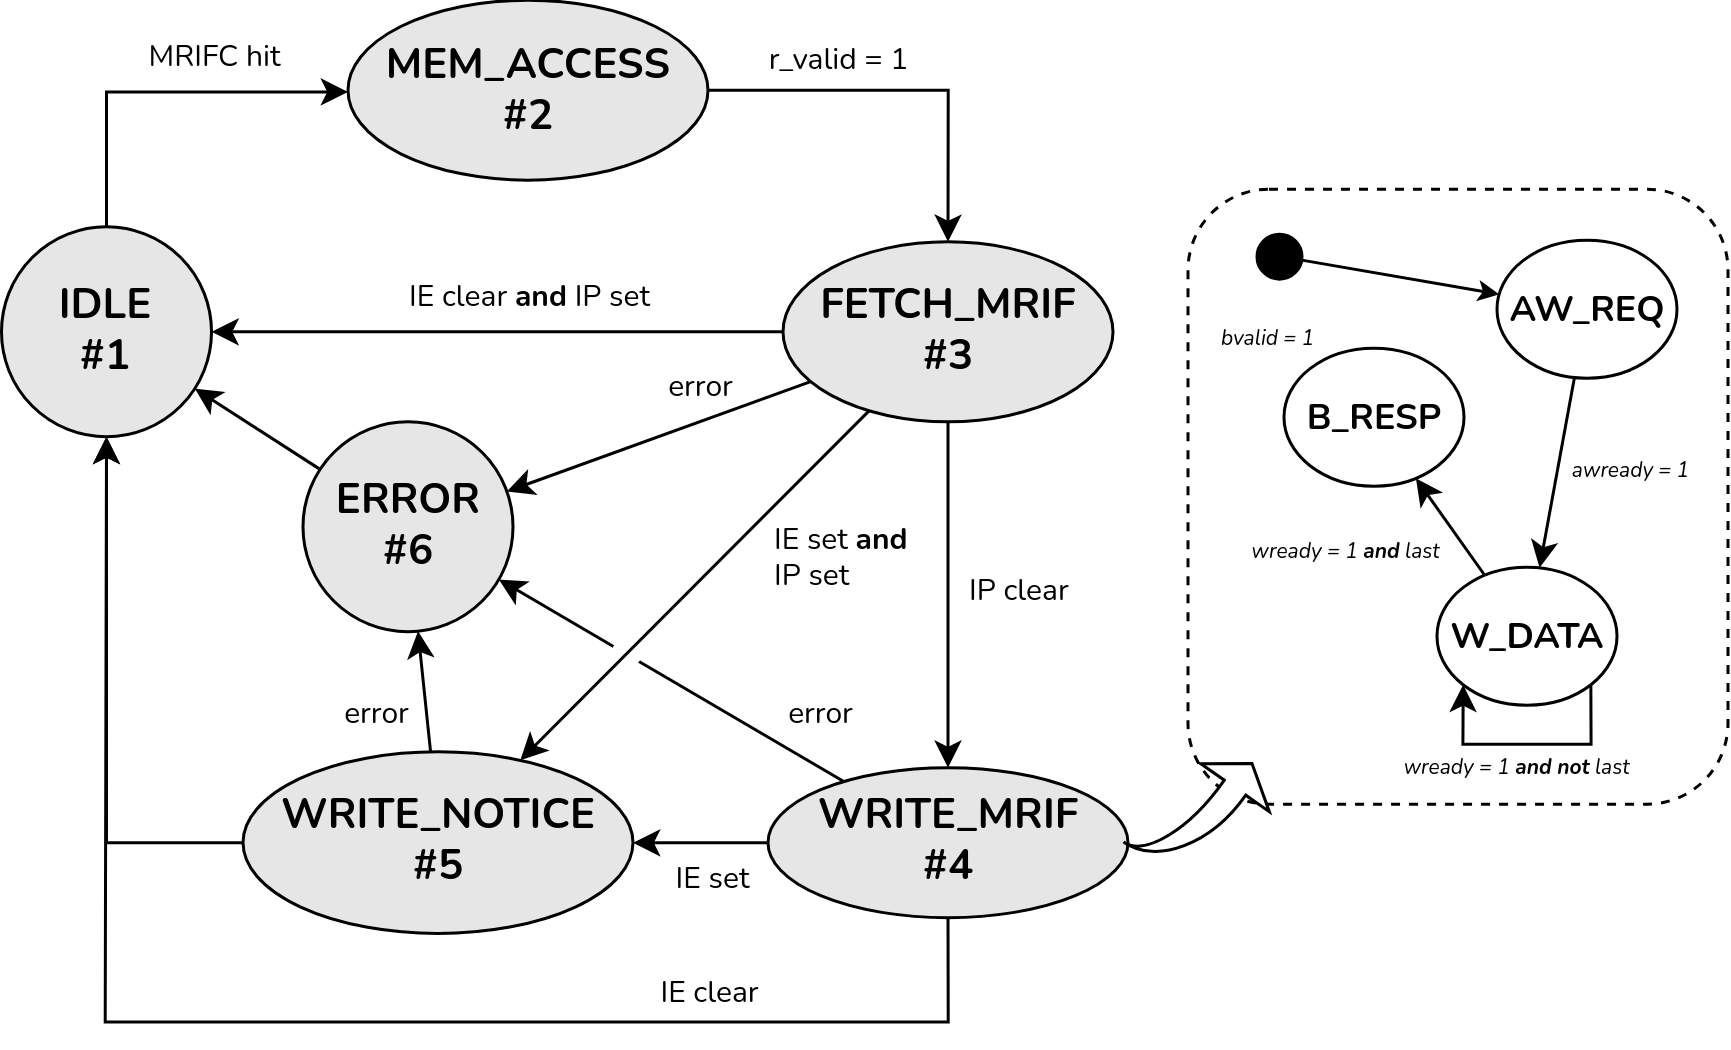 MRIFC hit
MEM_ACCESS
#2
r_valid = 1
IDLE
#1
IE clear and IP set
FETCH_MRIF
#3
error
ERROR
#6
IE set and
IP set
IP clear
error
error
WRITE_NOTICE
#5
IE set
WRITE_MRIF
#4
IE clear
AW_REQ
bvalid = 1
B_RESP
awready = 1
wready = 1 and last
W_DATA
wready = 1 and not last